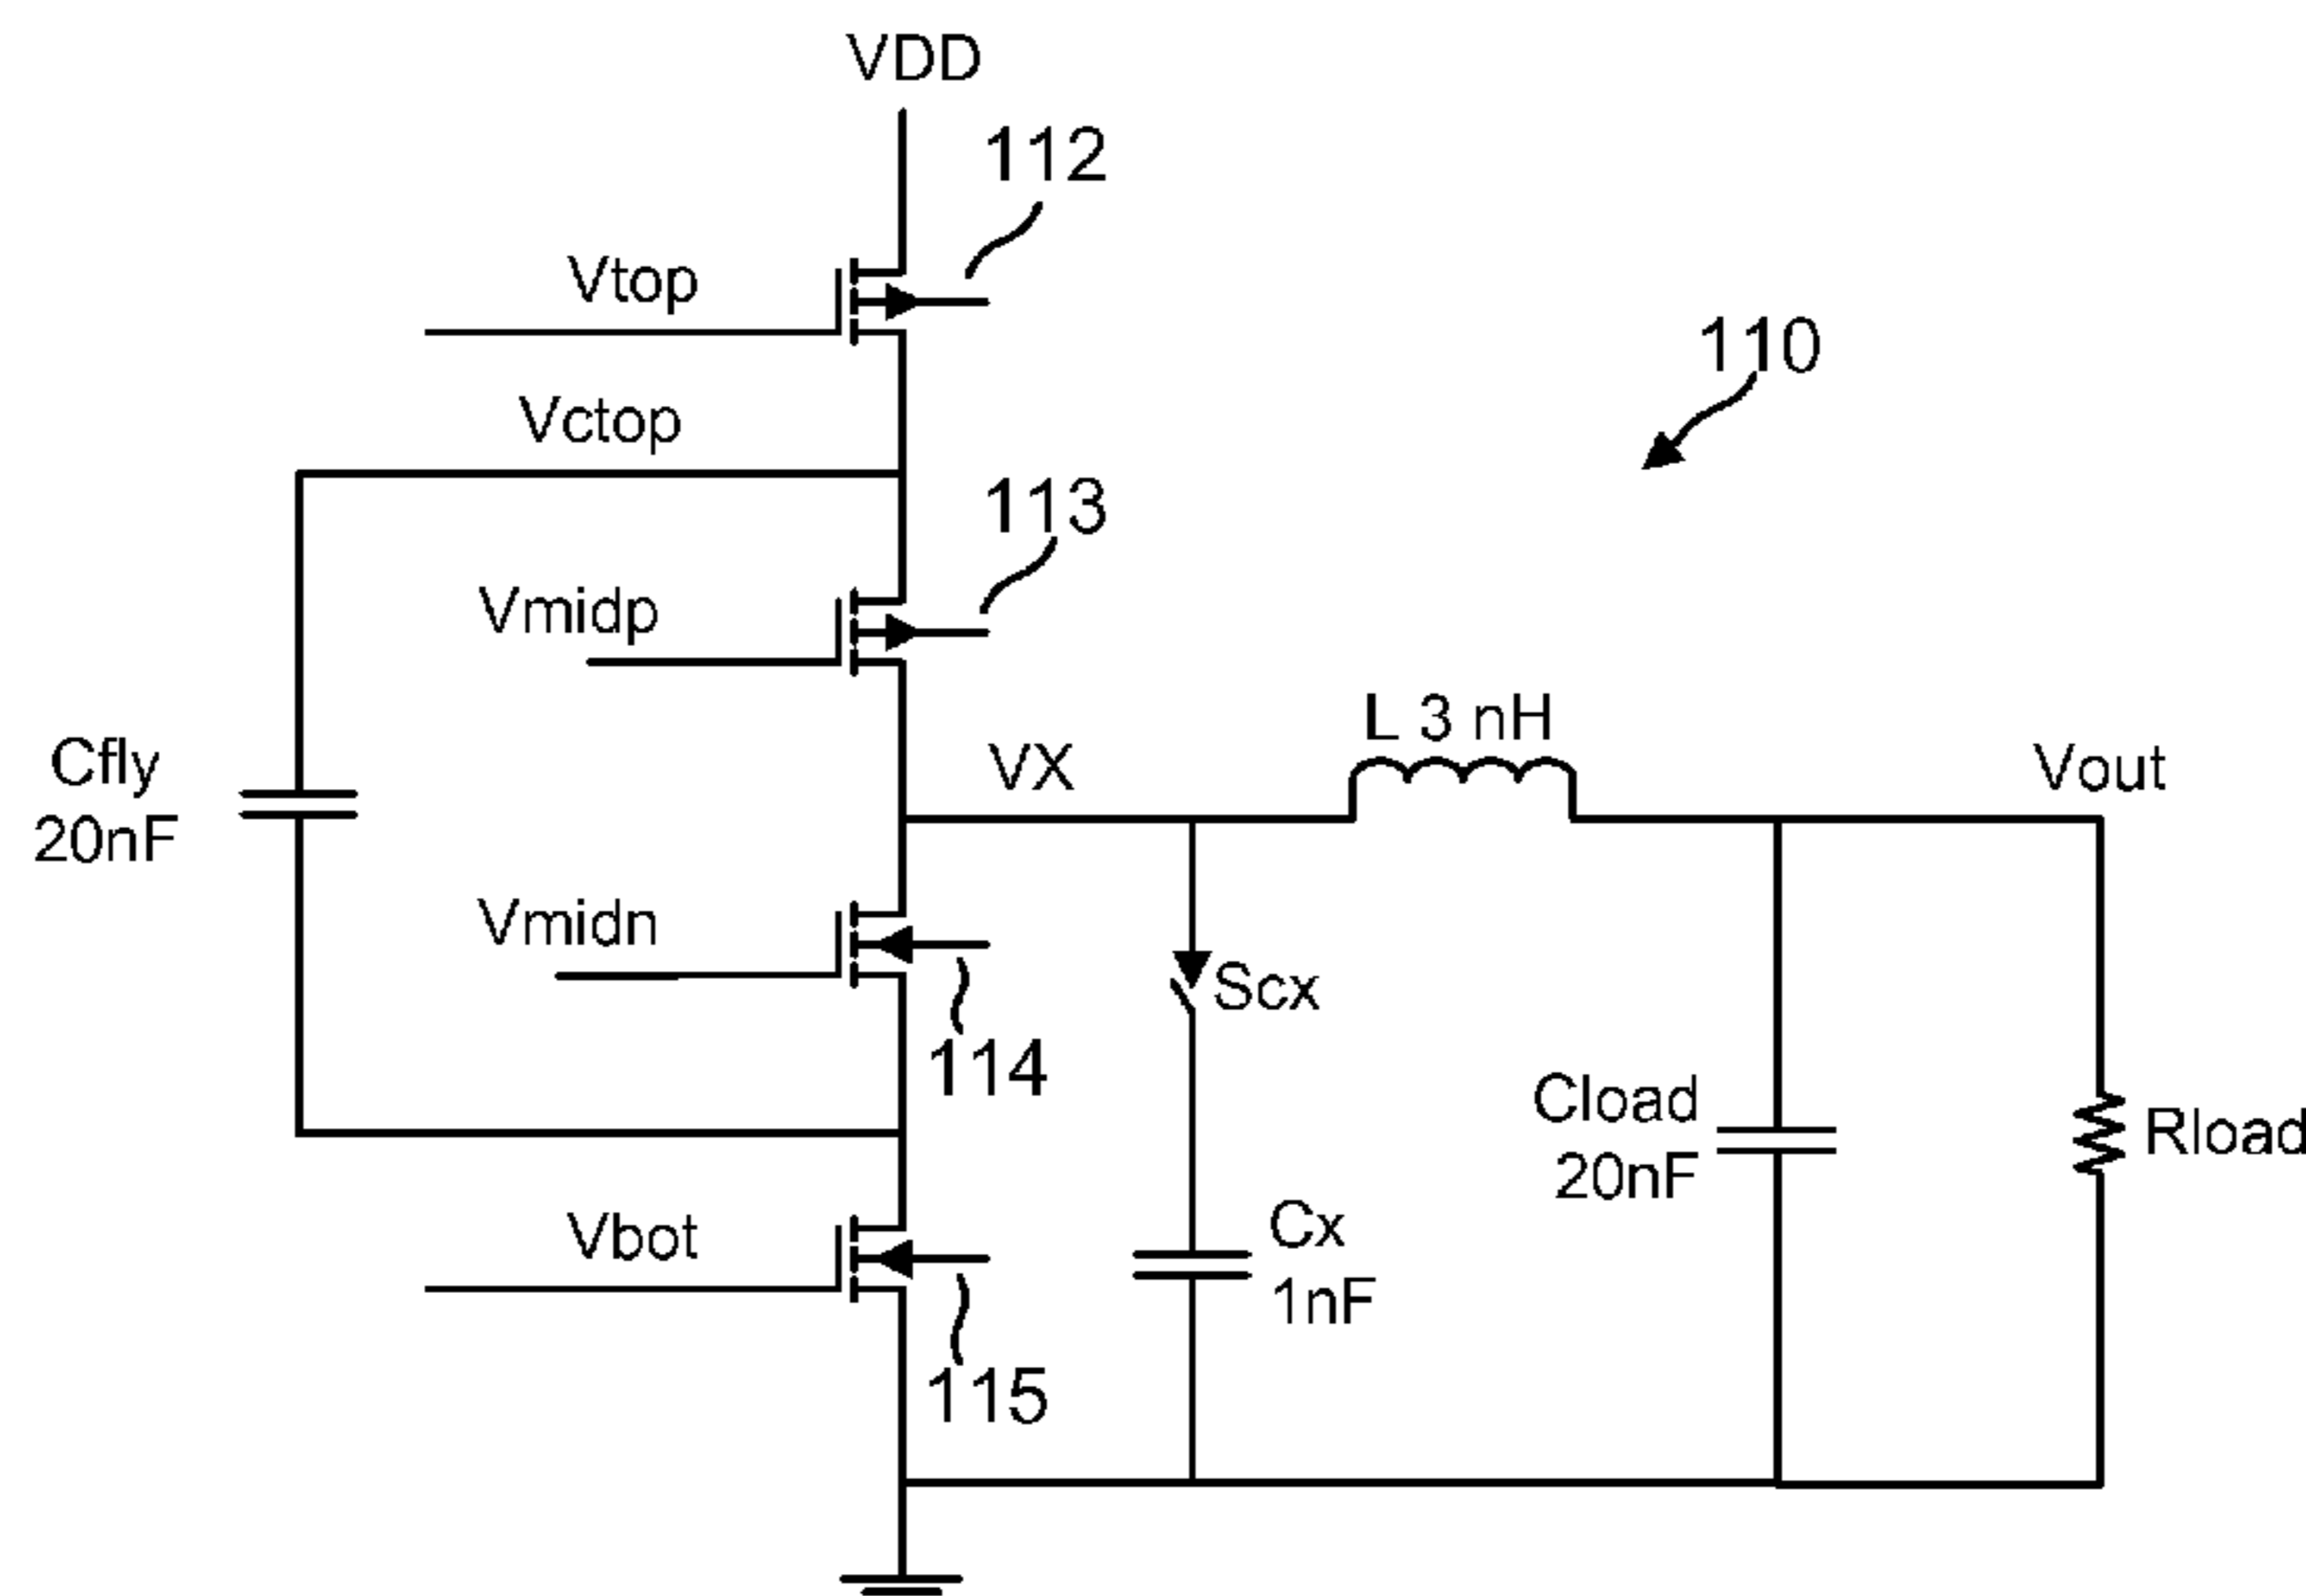 VDD
112
Vtop
110
Vctop
113
Vmidp
L 3 nH
VX
Vout
Cfly
20nF
Vmidn
Scx
114
Cload
20nF
Rload
Vbot
Cx
1nF
115